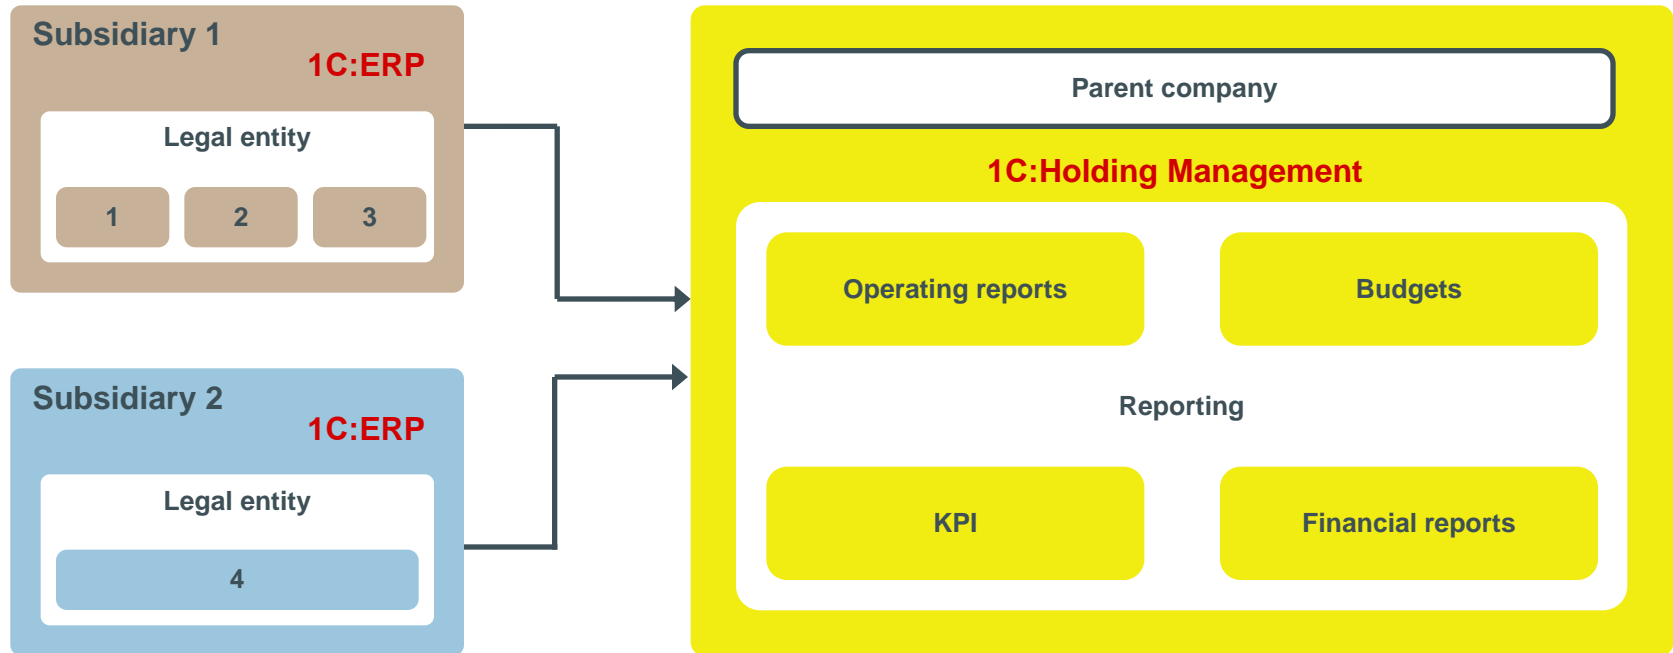 Subsidiary 1
1C:ERP
Legal entity
1 2 3
Subsidiary 2
1C:ERP
Legal entity
4
Parent company
1C:Holding Management
Operating reports Budgets
Reporting
KPI Financial reports